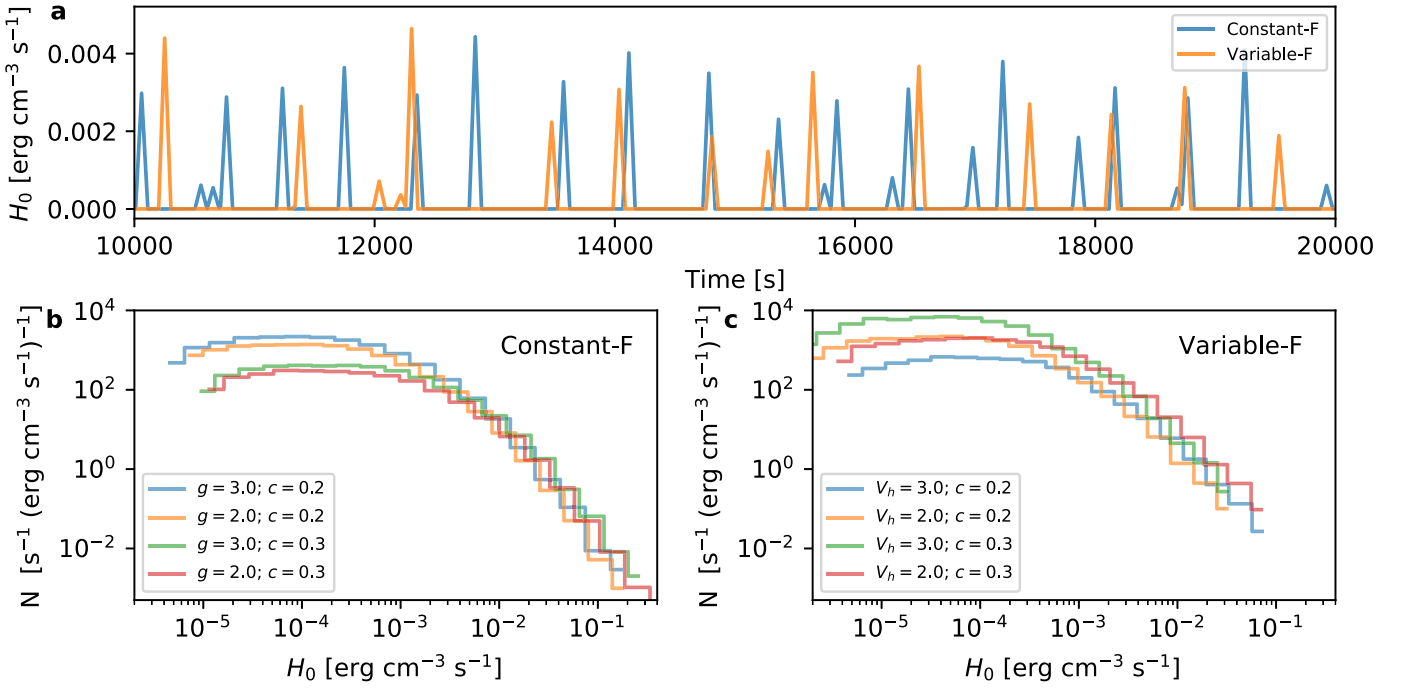 a
H₀ [erg cm⁻³ s⁻¹]
0.004
0.002
0.000
Constant-F
Variable-F
10000 12000 14000 16000 18000 20000
Time [s]
b
N [s⁻¹ (erg cm⁻³ s⁻¹)⁻¹]
10⁴
10²
10⁰
10⁻²
Constant-F
g = 3.0; c = 0.2
g = 2.0; c = 0.2
g = 3.0; c = 0.3
g = 2.0; c = 0.3
10⁻⁵ 10⁻⁴ 10⁻³ 10⁻² 10⁻¹
H₀ [erg cm⁻³ s⁻¹]
c
N [s⁻¹ (erg cm⁻³ s⁻¹)⁻¹]
10⁴
10²
10⁰
10⁻²
Variable-F
Vₕ = 3.0; c = 0.2
Vₕ = 2.0; c = 0.2
Vₕ = 3.0; c = 0.3
Vₕ = 2.0; c = 0.3
10⁻⁵ 10⁻⁴ 10⁻³ 10⁻² 10⁻¹
H₀ [erg cm⁻³ s⁻¹]